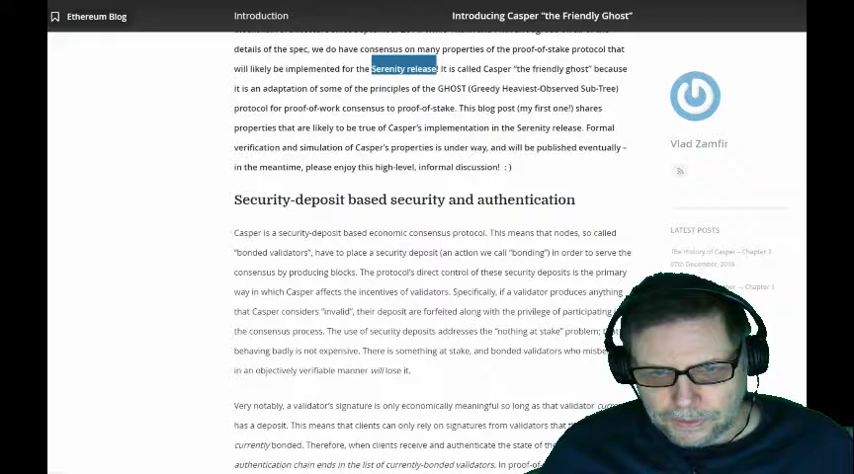 Ethereum Blog
Introduction
Introducing Casper “the Friendly Ghost”
details of the spec, we do have consensus on many properties of the proof-of-stake protocol that
will likely be implemented for the Serenity release! It is called Casper “the friendly ghost” because
it is an adaptation of some of the principles of the GHOST (Greedy Heaviest-Observed Sub-Tree)
protocol for proof-of-work consensus to proof-of-stake. This blog post (my first one!) shares
properties that are likely to be true of Casper’s implementation in the Serenity release. Formal
verification and simulation of Casper’s properties is under way, and will be published eventually –
in the meantime, please enjoy this high-level, informal discussion! : )
Security-deposit based security and authentication
Casper is a security-deposit based economic consensus protocol. This means that nodes, so called
“bonded validators”, have to place a security deposit (an action we call “bonding”) in order to serve the
consensus by producing blocks. The protocol’s direct control of these security deposits is the primary
way in which Casper affects the incentives of validators. Specifically, if a validator produces anything
that Casper considers “invalid”, their deposit are forfeited along with the privilege of participating
the consensus process. The use of security deposits addresses the “nothing at stake” problem;
behaving badly is not expensive. There is something at stake, and bonded validators who
in an objectively verifiable manner will lose it.
Very notably, a validator’s signature is only economically meaningful so long as that validator
has a deposit. This means that clients can only rely on signatures from validators that
currently bonded. Therefore, when clients receive and authenticate the state of the
authentication chain ends in the list of currently-bonded validators. In
Vlad Zamfir
LATEST POSTS
The History of Casper – Chapter 2
07th December, 2016
– Chapter 1